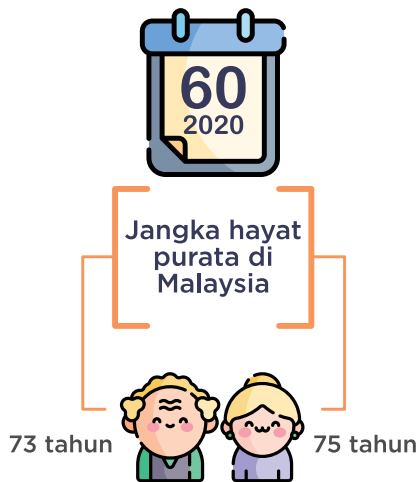 60
2020
Jangka hayat
purata di
Malaysia
73 tahun
75 tahun